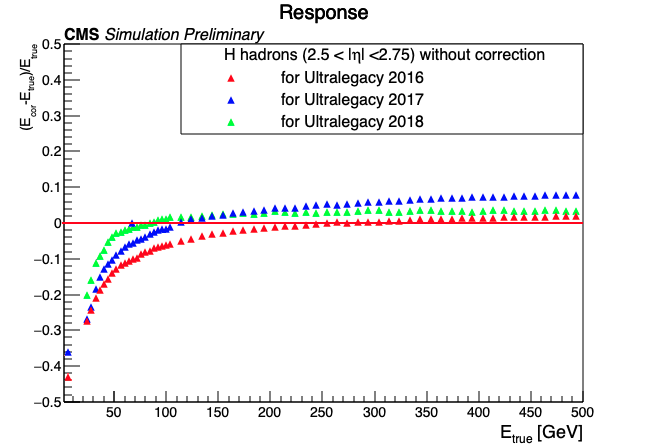 Response
CMS Simulation Preliminary
(E_cor-E_true)/E_true
H hadrons (2.5 < |η| <2.75) without correction
for Ultralegacy 2016
for Ultralegacy 2017
for Ultralegacy 2018
0.5
0.4
0.3
0.2
0.1
0
−0.1
−0.2
−0.3
−0.4
−0.5
50 100 150 200 250 300 350 400 450 500
E_true [GeV]